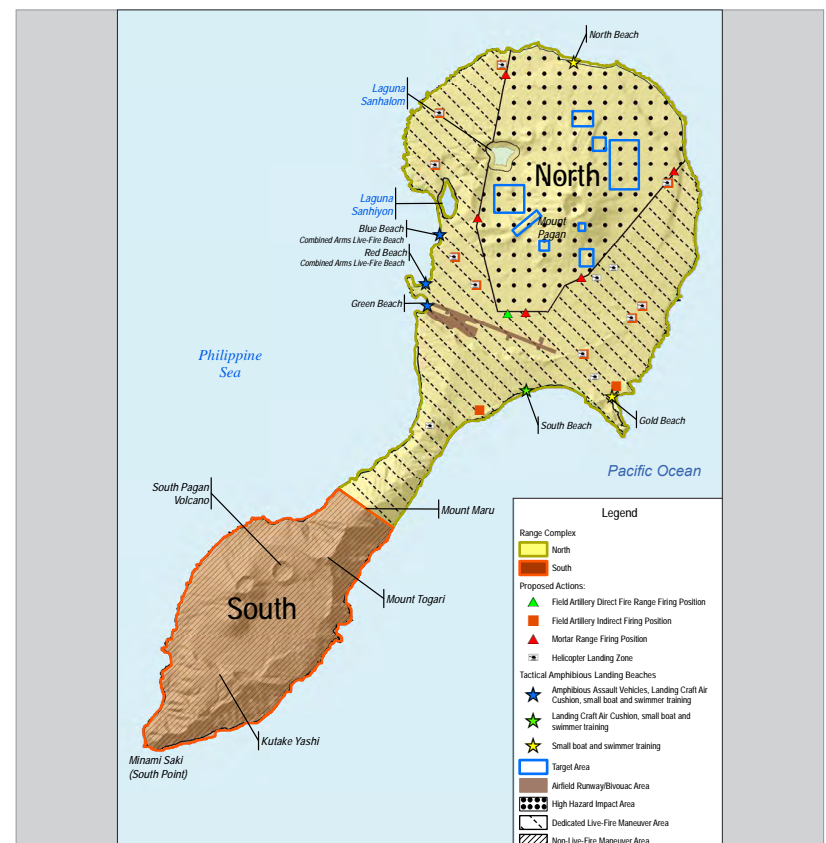 North Beach
Laguna
Sanhalom
North
Laguna
Sanhiyon
Mount
Pagan
Blue Beach
Combined Arms Live-Fire Beach
Red Beach
Combined Arms Live-Fire Beach
Green Beach
Philippine
Sea
South Beach
Gold Beach
Pacific Ocean
South Pagan
Volcano
Mount Maru
Mount Togari
South
Kutake Yashi
Minami Saki
(South Point)
Legend
Range Complex
North
South
Proposed Actions:
Field Artillery Direct Fire Range Firing Position
Field Artillery Indirect Firing Position
Mortar Range Firing Position
Helicopter Landing Zone
Tactical Amphibious Landing Beaches
Amphibious Assault Vehicles, Landing Craft Air
Cushion, small boat and swimmer training
Landing Craft Air Cushion, small boat and
swimmer training
Small boat and swimmer training
Target Area
Airfield Runway/Bivouac Area
High Hazard Impact Area
Dedicated Live-Fire Maneuver Area
Non-Live-Fire Maneuver Area